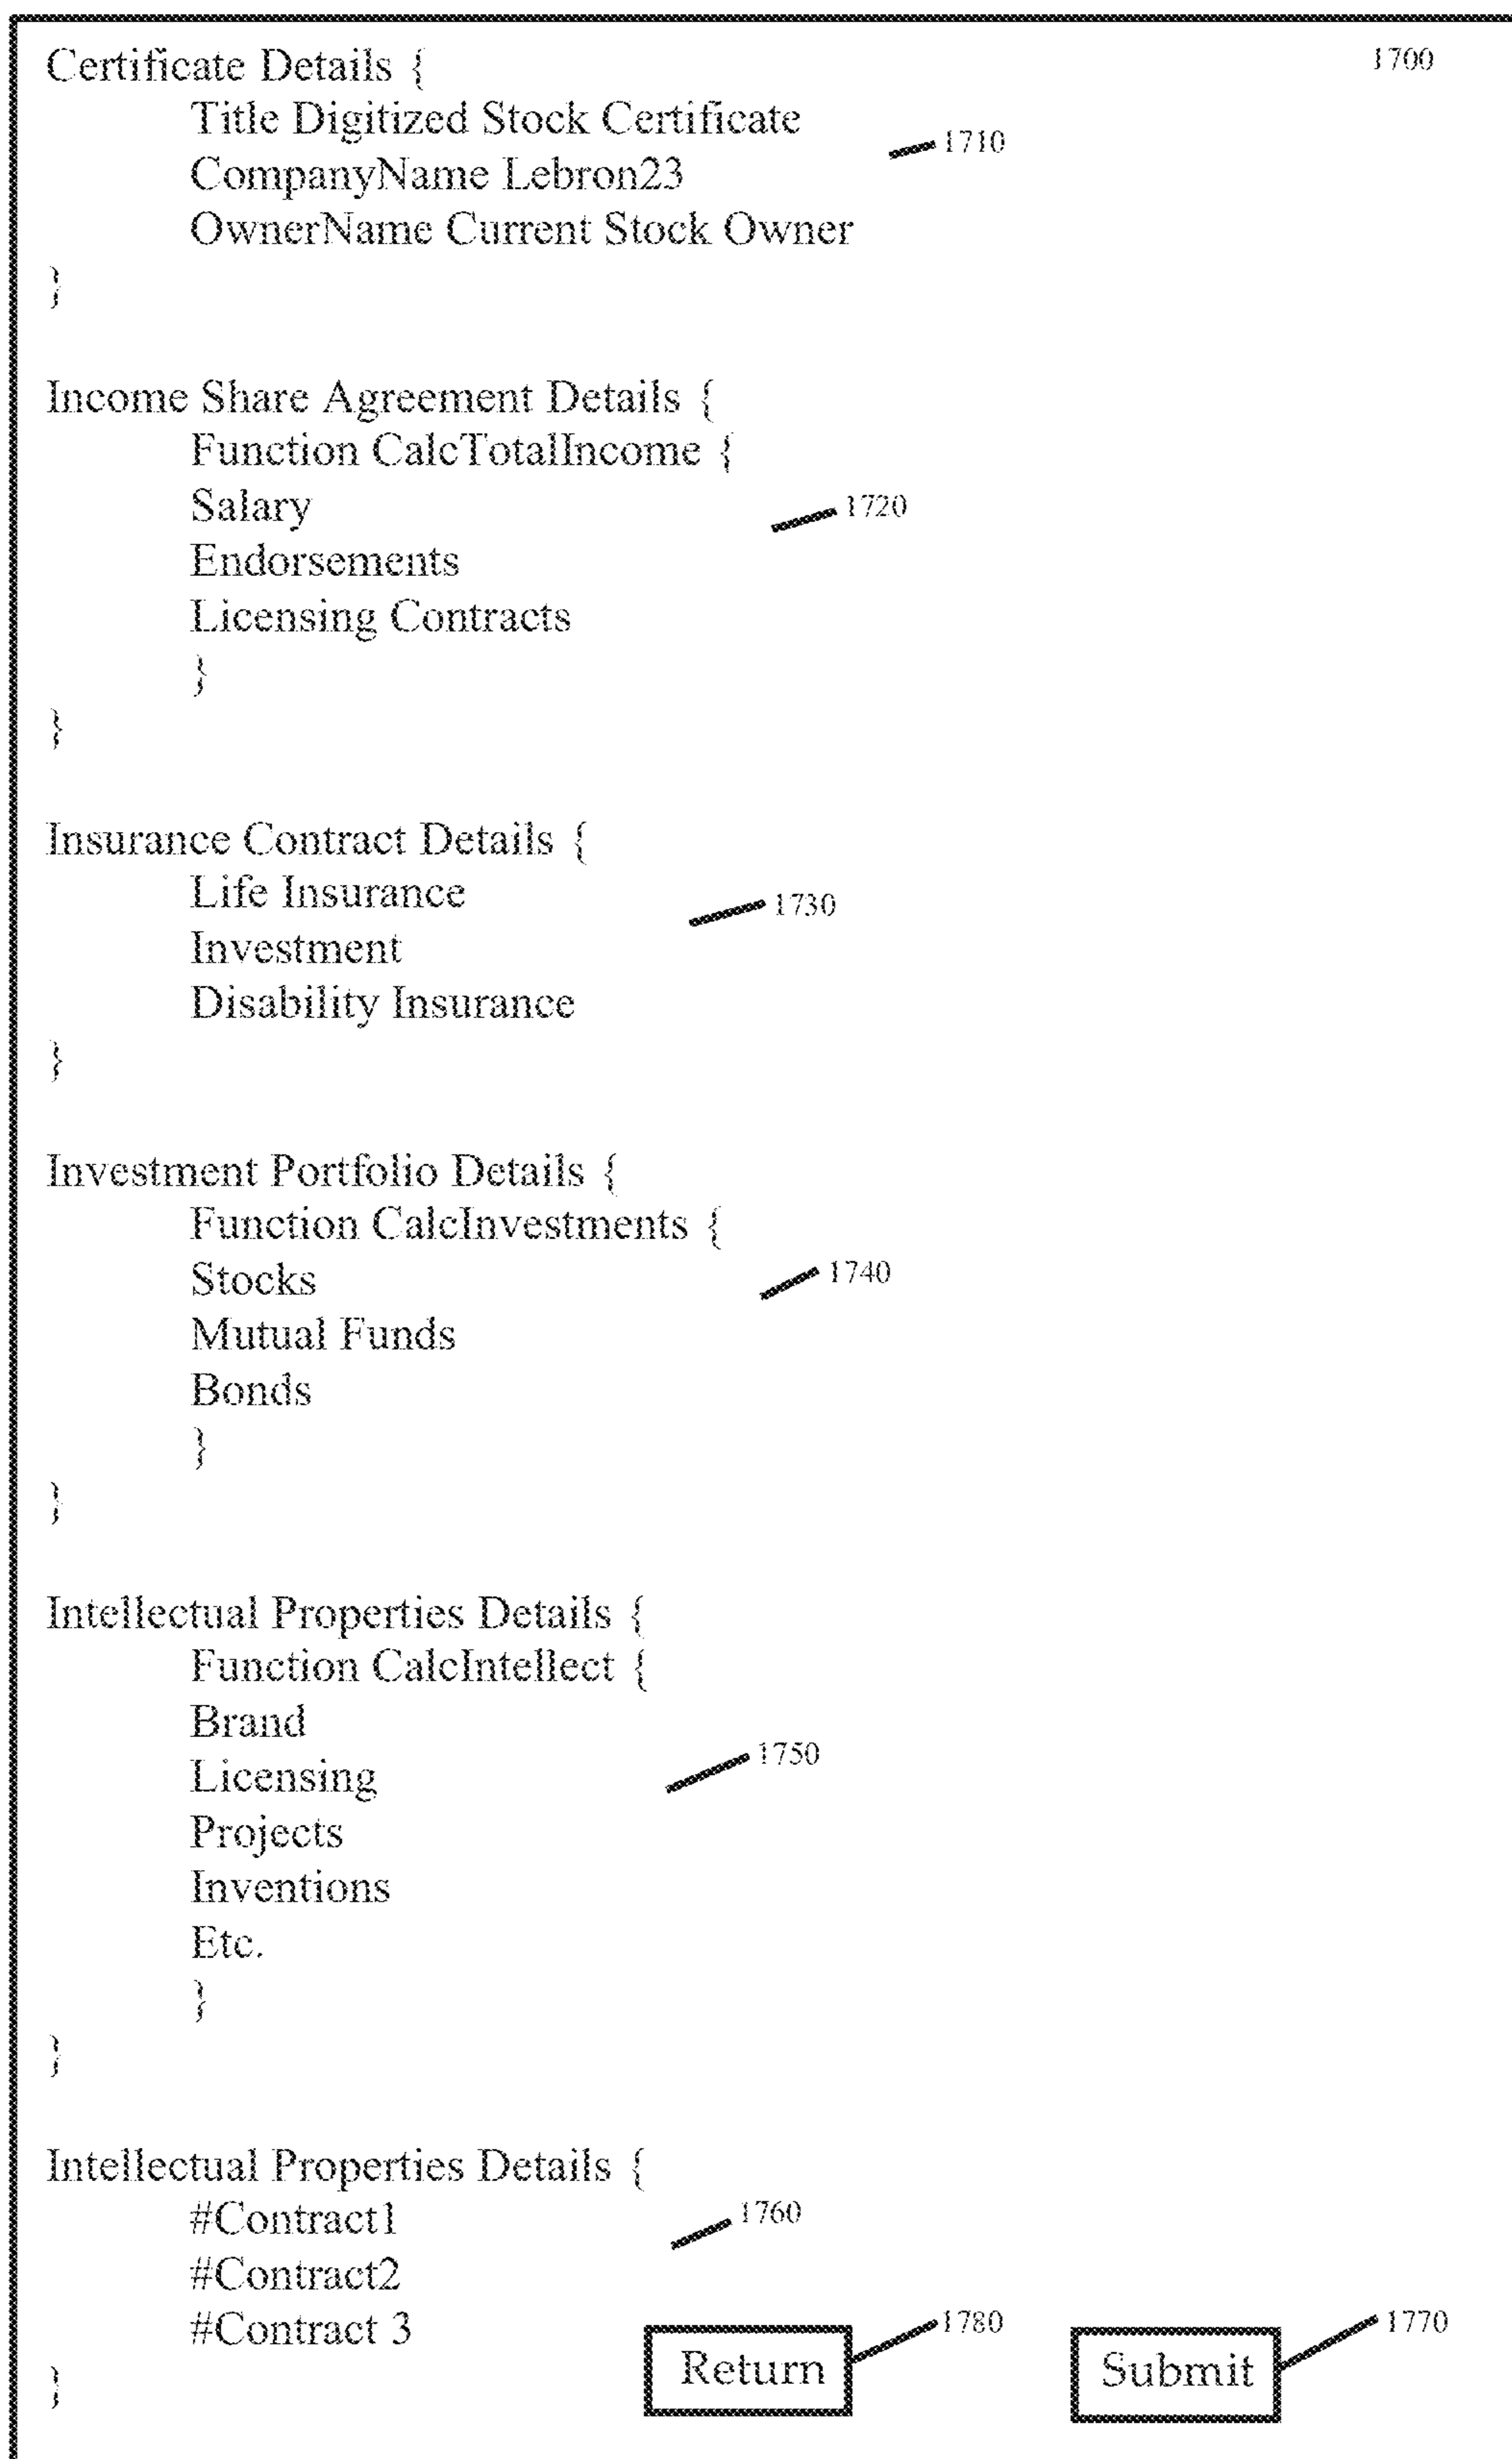 1700
Certificate Details {
Title Digitized Stock Certificate
1710
CompanyName Lebron23
OwnerName Current Stock Owner
}
Income Share Agreement Details {
Function CalcTotalIncome {
Salary
1720
Endorsements
Licensing Contracts
}
}
Insurance Contract Details {
Life Insurance
1730
Investment
Disability Insurance
}
Investment Portfolio Details {
Function CalcInvestments {
Stocks
1740
Mutual Funds
Bonds
}
}
Intellectual Properties Details {
Function CalcIntellect {
Brand
1750
Licensing
Projects
Inventions
Etc.
}
}
Intellectual Properties Details {
#Contract1
1760
#Contract2
#Contract 3
1780
1770
Return
Submit
}